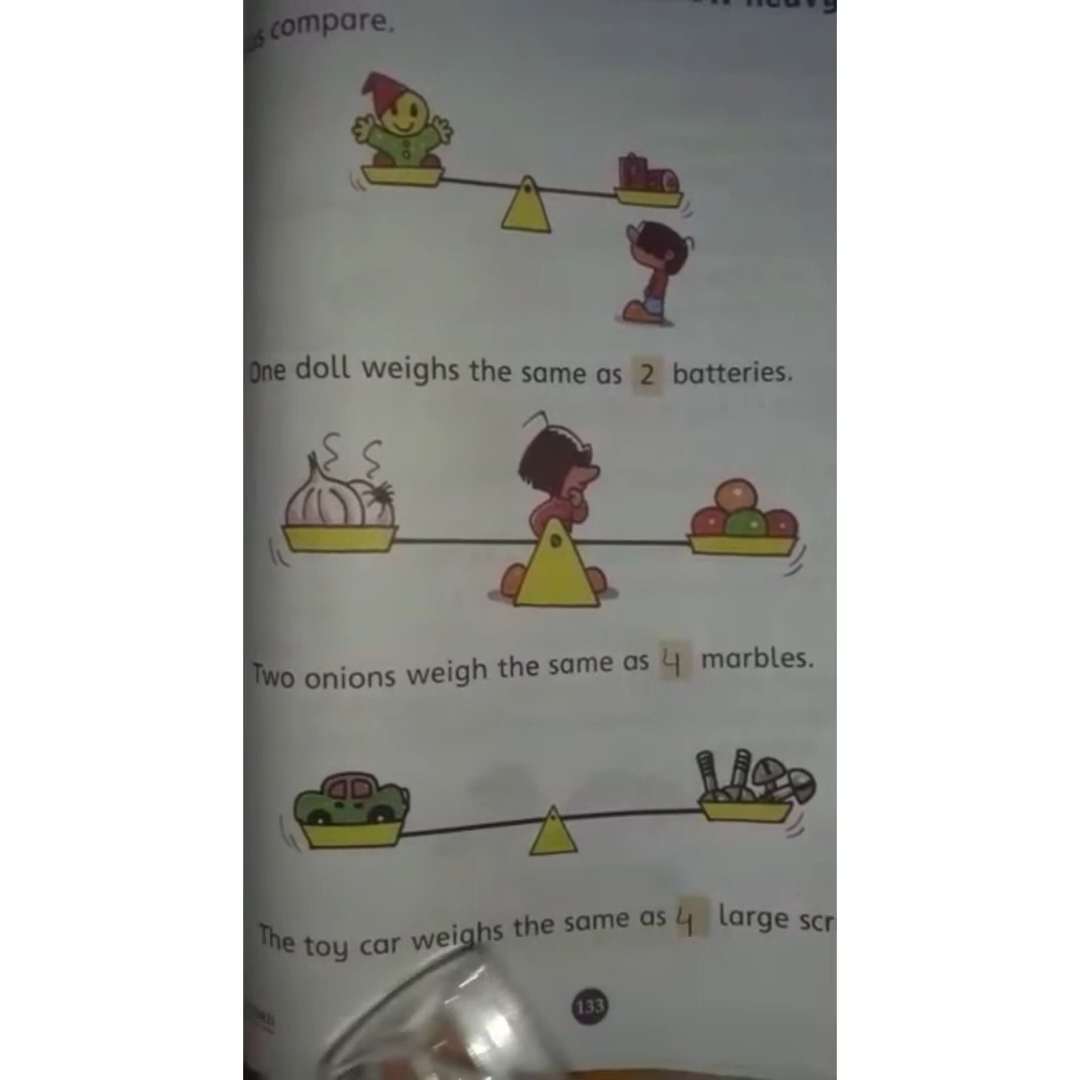 compare.
One doll weighs the same as 2 batteries.
Two onions weigh the same as 4 marbles.
The toy car weighs the same as 4 large scr
133